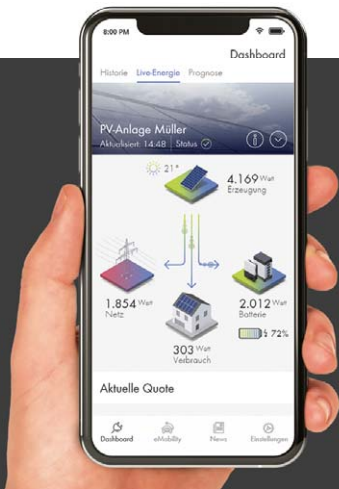 8:00 PM
Dashboard
Historie Live-Energie Prognose
PV-Anlage Müller
Aktualisiert: 14:48 Status
21°
4.169 Watt
Erzeugung
1.854 Watt
Netz
2.012 Watt
Batterie
72%
303 Watt
Verbrauch
Aktuelle Quote
Dashboard eMobility News Einstellungen